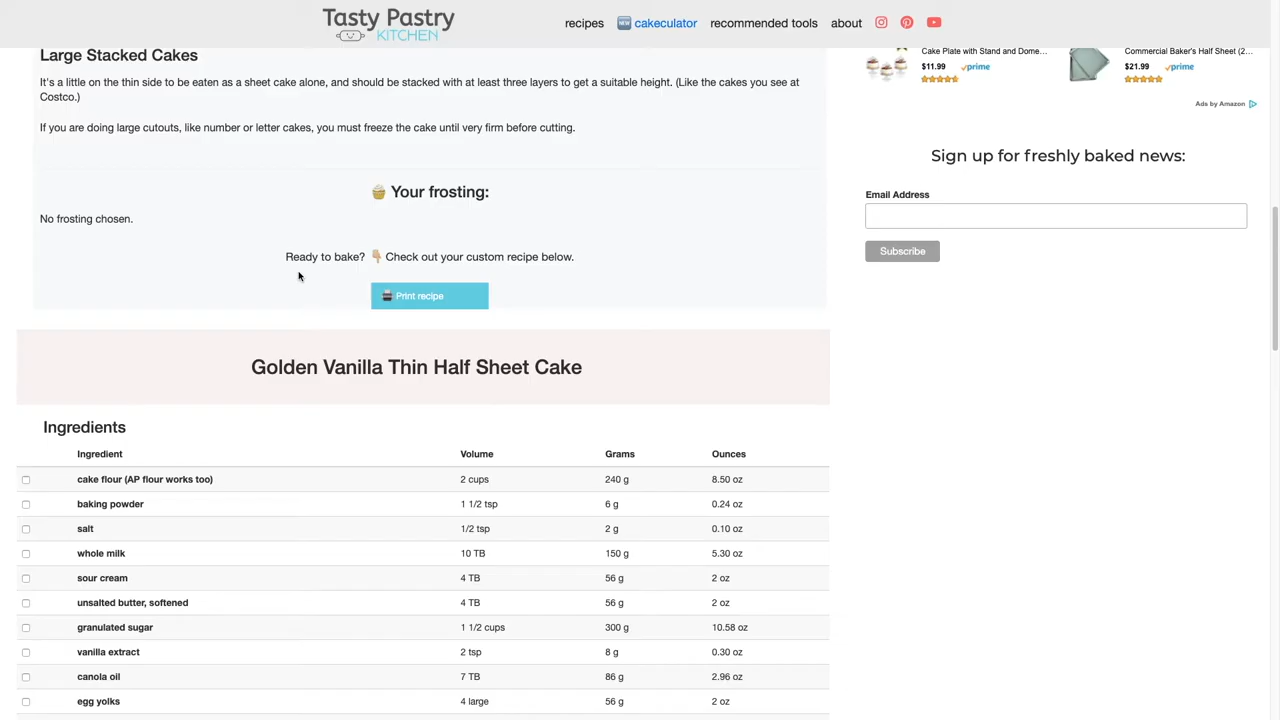 Tasty Pastry
KITCHEN
recipes
NEW cakeculator
recommended tools
about
Large Stacked Cakes
It's a little on the thin side to be eaten as a sheet cake alone, and should be stacked with at least three layers to get a suitable height. (Like the cakes you see at
Costco.)
If you are doing large cutouts, like number or letter cakes, you must freeze the cake until very firm before cutting.
Your frosting:
No frosting chosen.
Ready to bake? Check out your custom recipe below.
Print recipe
Cake Plate with Stand and Dome...
$11.99 prime
Commercial Baker's Half Sheet (2...
$21.99 prime
Ads by Amazon
Sign up for freshly baked news:
Email Address
Subscribe
Golden Vanilla Thin Half Sheet Cake
Ingredients
Ingredient Volume Grams Ounces
cake flour (AP flour works too) 2 cups 240 g 8.50 oz
baking powder 1 1/2 tsp 6 g 0.24 oz
salt 1/2 tsp 2 g 0.10 oz
whole milk 10 TB 150 g 5.30 oz
sour cream 4 TB 56 g 2 oz
unsalted butter, softened 4 TB 56 g 2 oz
granulated sugar 1 1/2 cups 300 g 10.58 oz
vanilla extract 2 tsp 8 g 0.30 oz
canola oil 7 TB 86 g 2.96 oz
egg yolks 4 large 56 g 2 oz